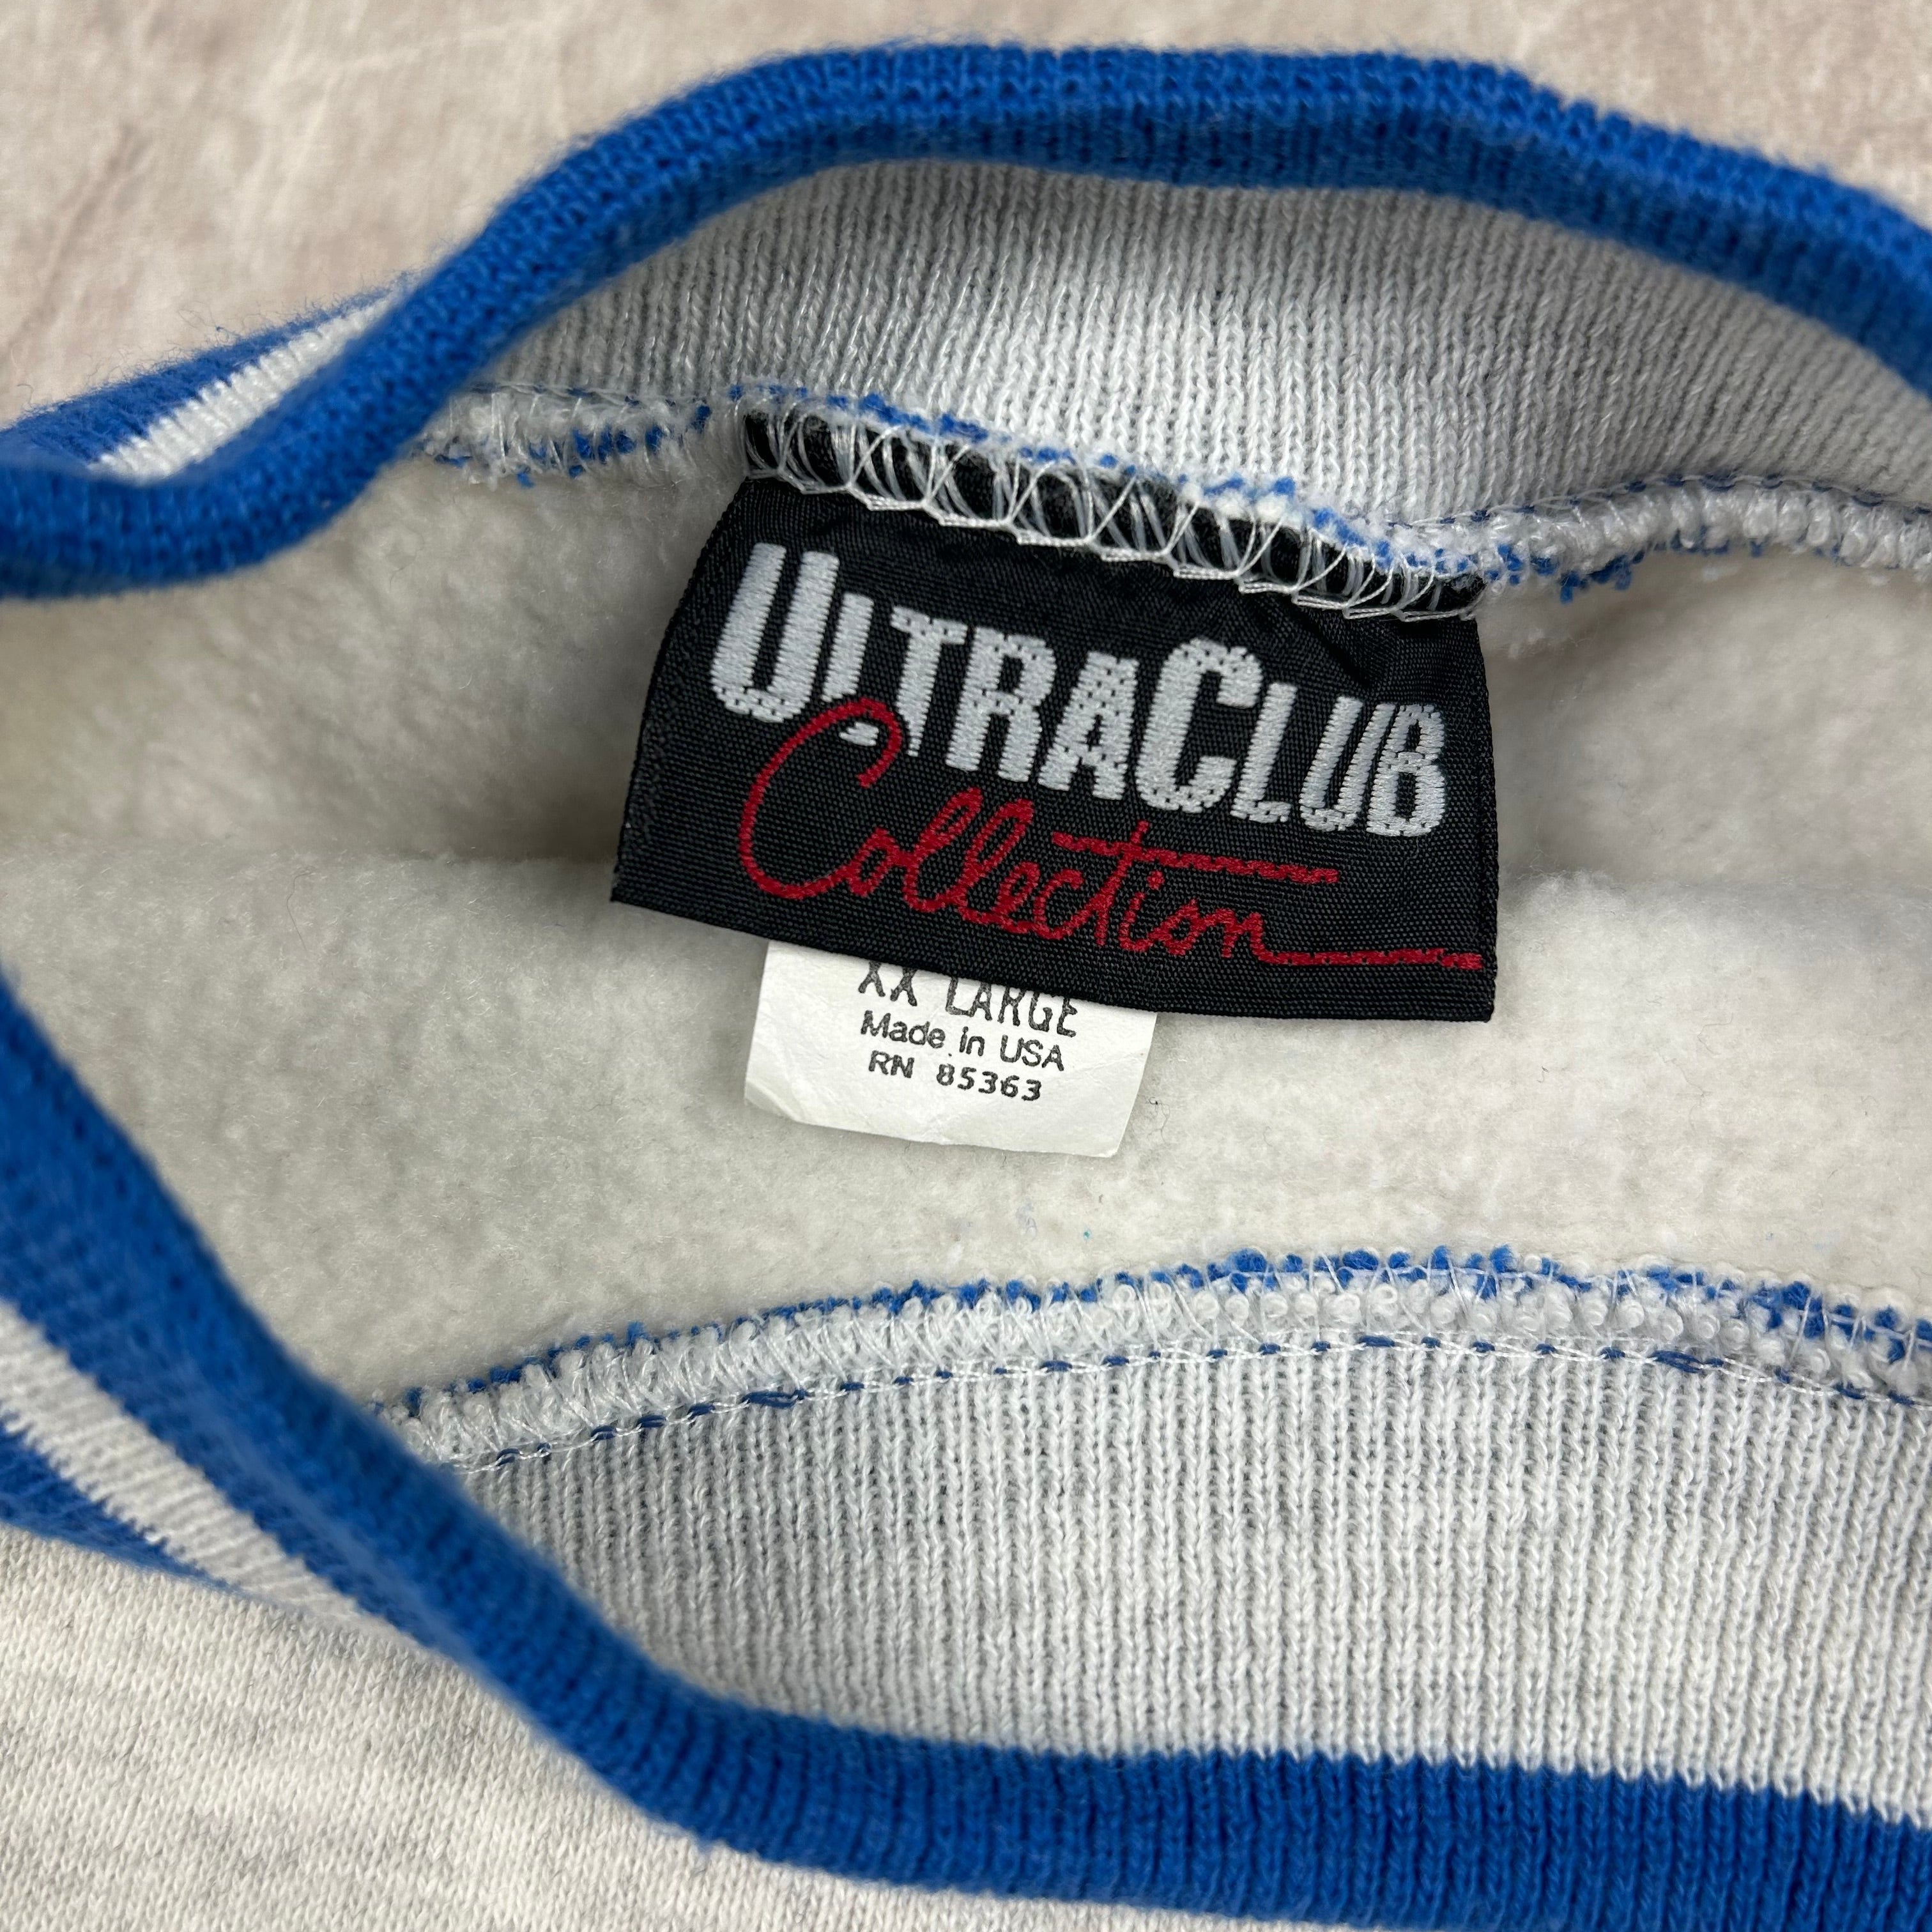 ULTRACLUB
Collection
XX LARGE
Made in USA
RN 85363